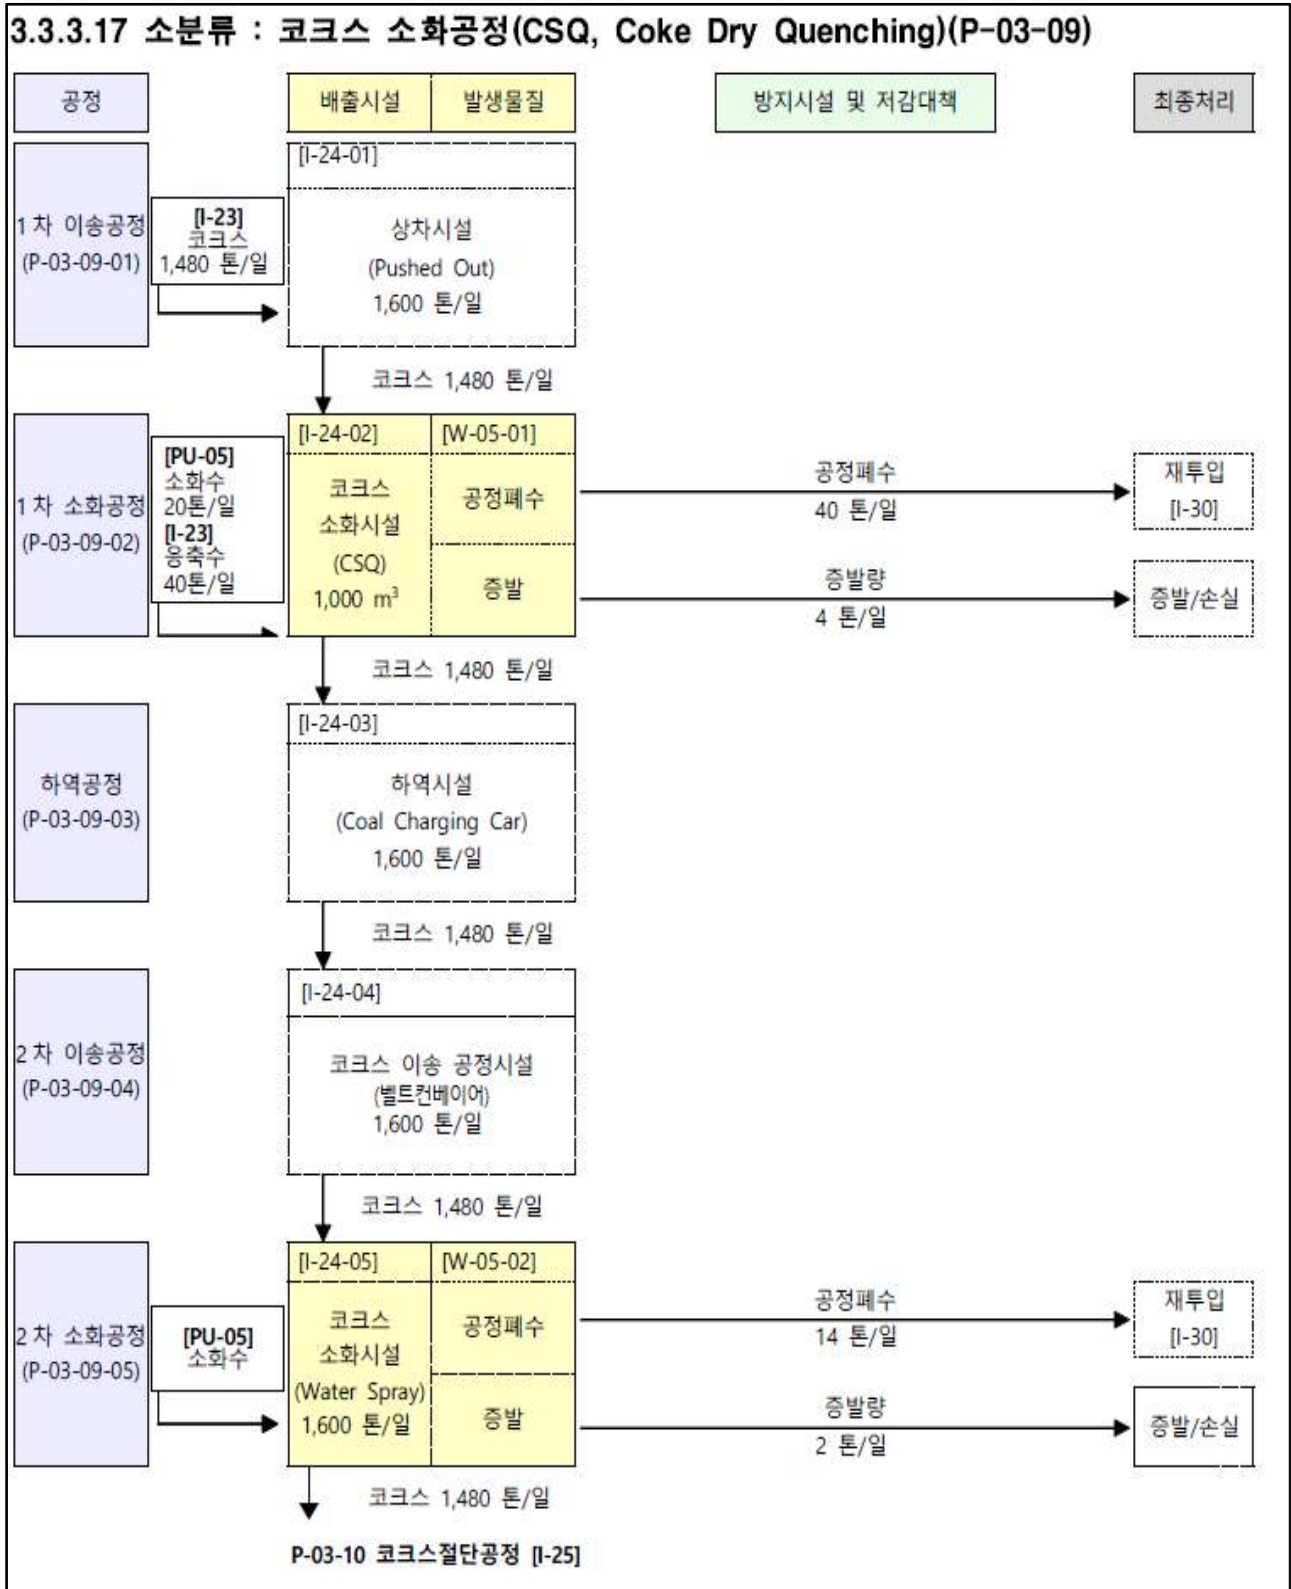 3.3.3.17 소분류 : 코크스 소화공정(CSQ, Coke Dry Quenching)(P-03-09)
공정
배출시설
발생물질
방지시설 및 저감대책
최종처리
1차 이송공정
(P-03-09-01)
[I-23]
코크스
1,480 톤/일
[I-24-01]
상차시설
(Pushed Out)
1,600 톤/일
코크스 1,480 톤/일
1차 소화공정
(P-03-09-02)
[PU-05]
소화수
20톤/일
[I-23]
응축수
40톤/일
[I-24-02]
코크스
소화시설
(CSQ)
1,000 m³
[W-05-01]
공정폐수
증발
공정폐수
40 톤/일
재투입
[I-30]
증발량
4 톤/일
증발/손실
코크스 1,480 톤/일
하역공정
(P-03-09-03)
[I-24-03]
하역시설
(Coal Charging Car)
1,600 톤/일
코크스 1,480 톤/일
2차 이송공정
(P-03-09-04)
[I-24-04]
코크스 이송 공정시설
(벨트컨베이어)
1,600 톤/일
코크스 1,480 톤/일
2차 소화공정
(P-03-09-05)
[PU-05]
소화수
[I-24-05]
코크스
소화시설
(Water Spray)
1,600 톤/일
[W-05-02]
공정폐수
증발
공정폐수
14 톤/일
재투입
[I-30]
증발량
2 톤/일
증발/손실
코크스 1,480 톤/일
P-03-10 코크스절단공정 [I-25]